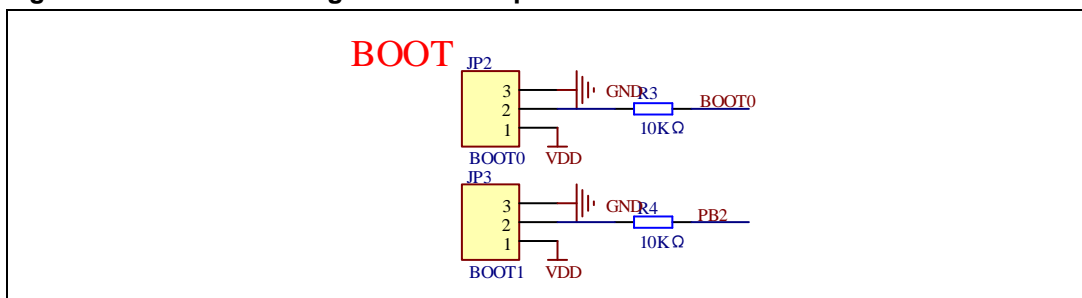 BOOT
JP2
3
GND
R3
BOOT0
2
1
10KΩ
BOOT0
VDD
JP3
3
GND
R4
PB2
2
1
10KΩ
BOOT1
VDD